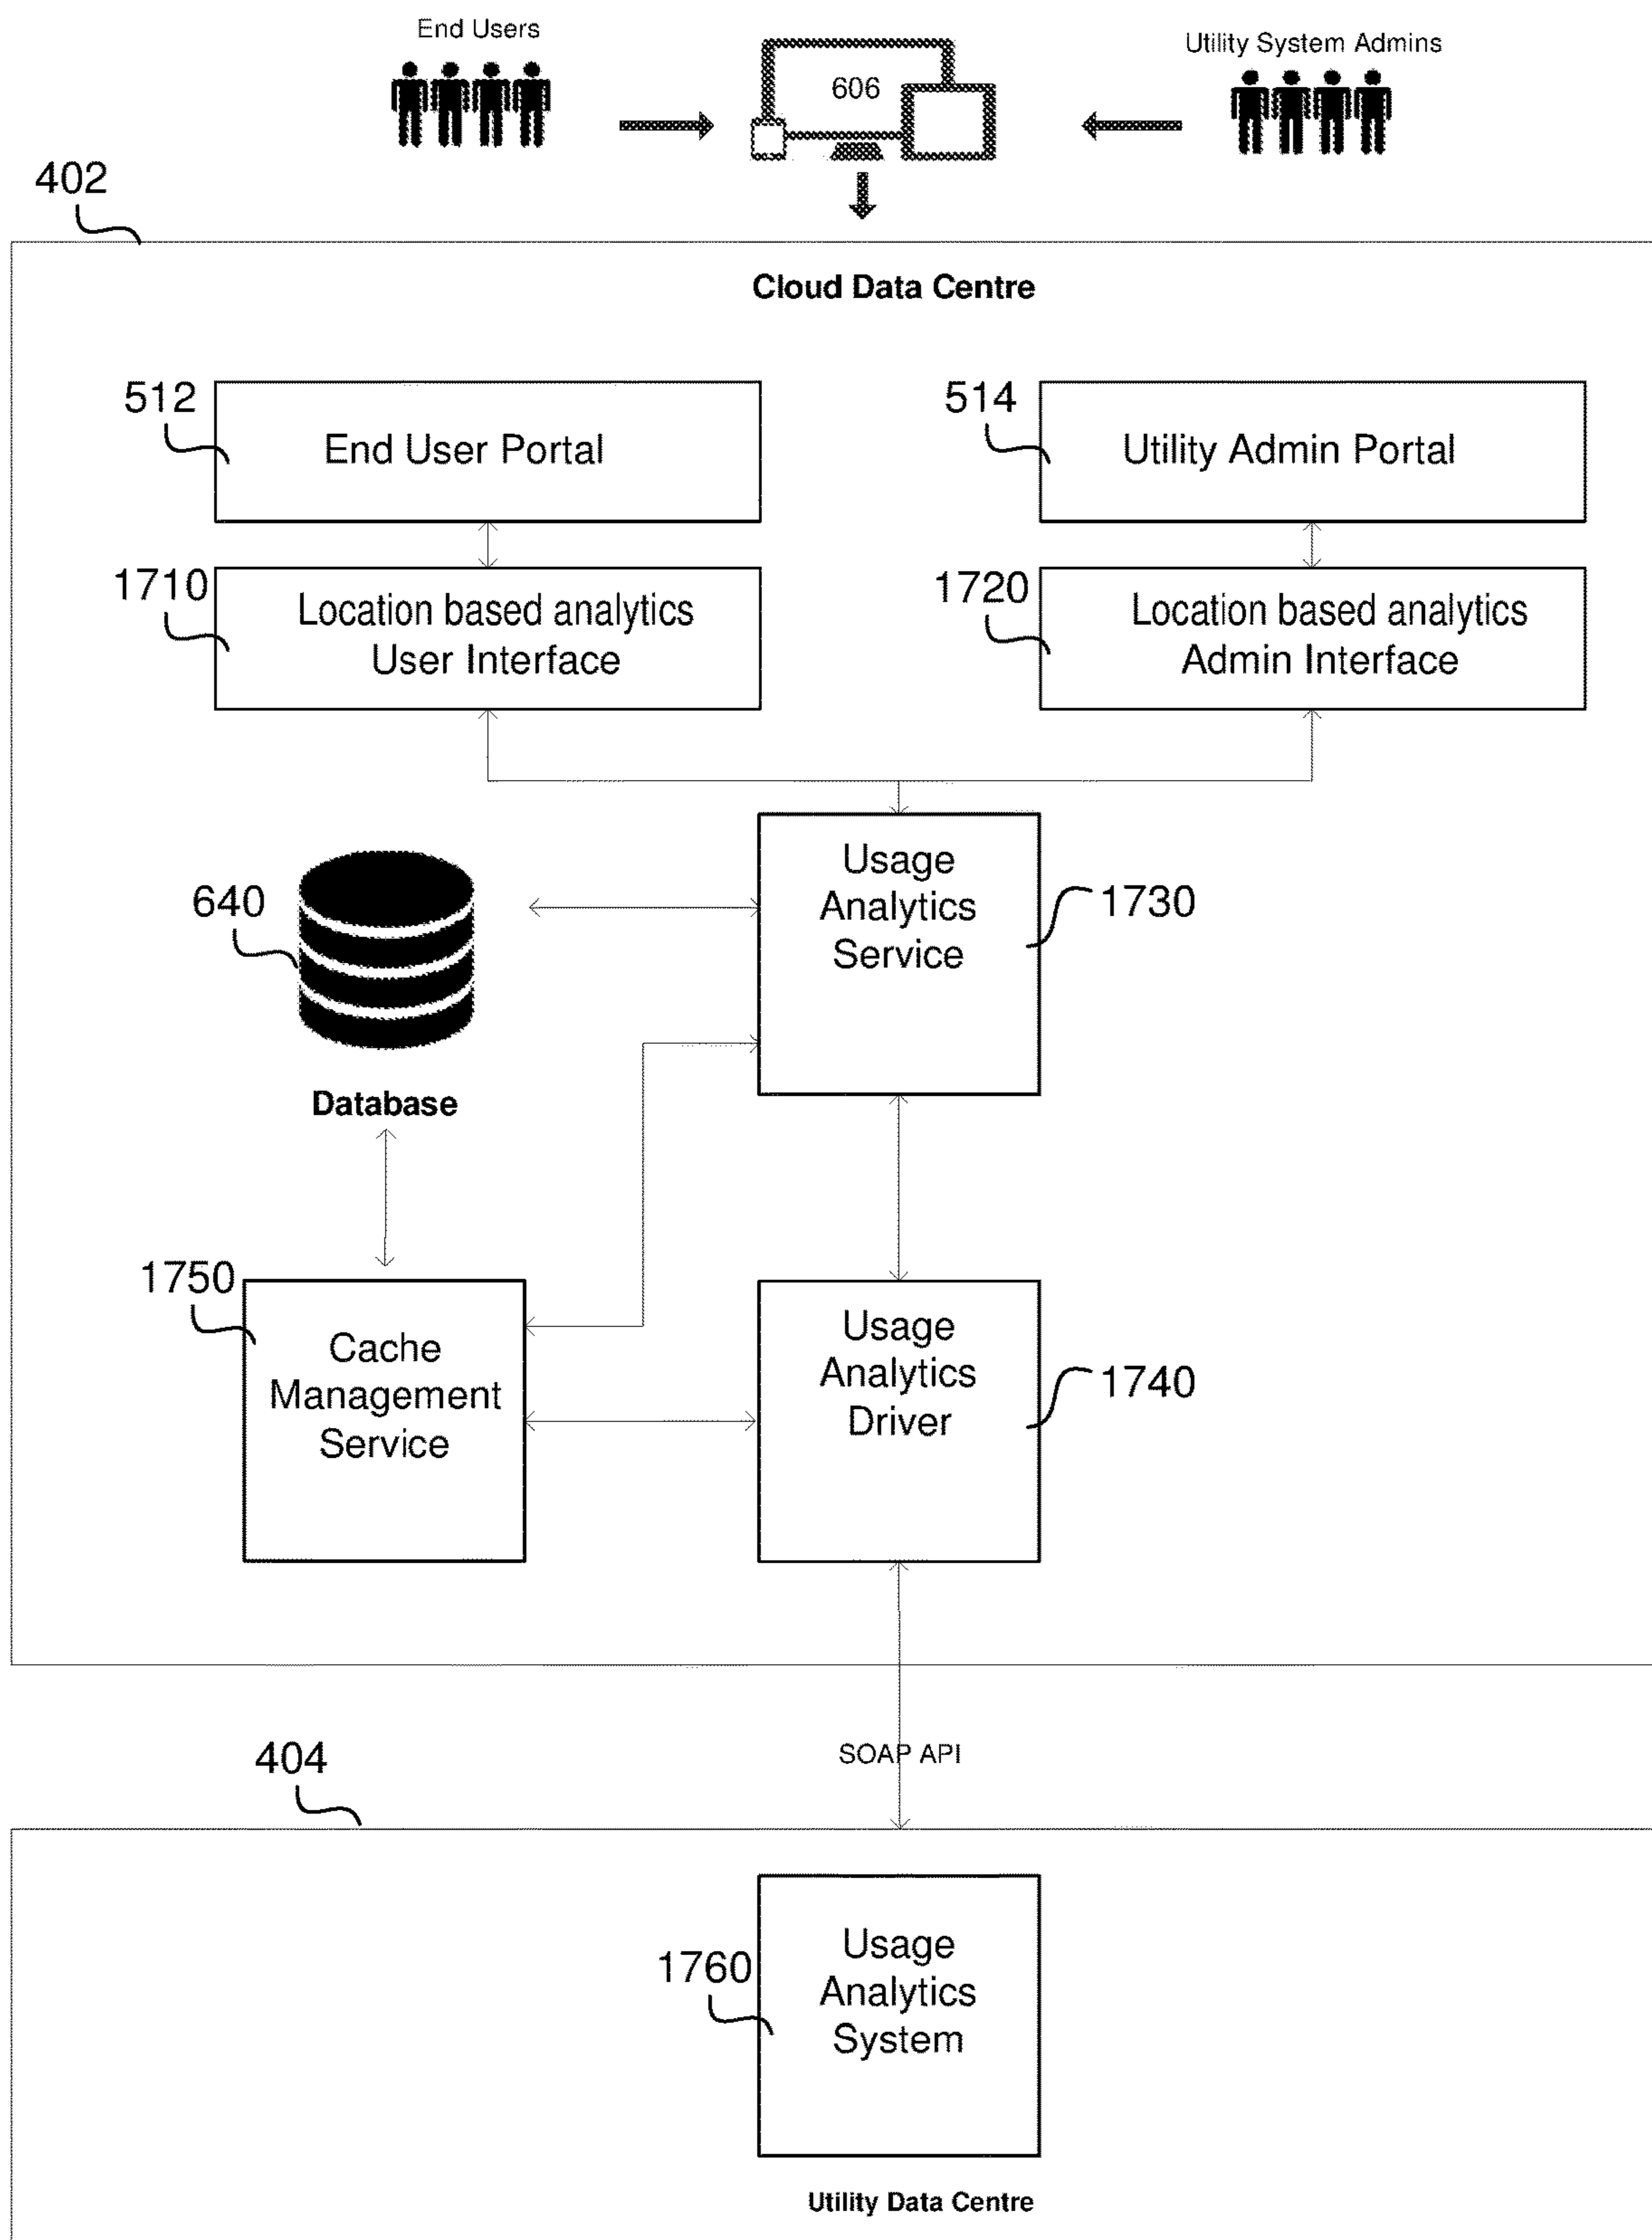 End Users
Utility System Admins
606
402
Cloud Data Centre
512
End User Portal
514
Utility Admin Portal
1710
Location based analytics
User Interface
1720
Location based analytics
Admin Interface
640
Database
Usage
Analytics
Service
1730
1750
Cache
Management
Service
Usage
Analytics
Driver
1740
SOAP API
404
1760
Usage
Analytics
System
Utility Data Centre